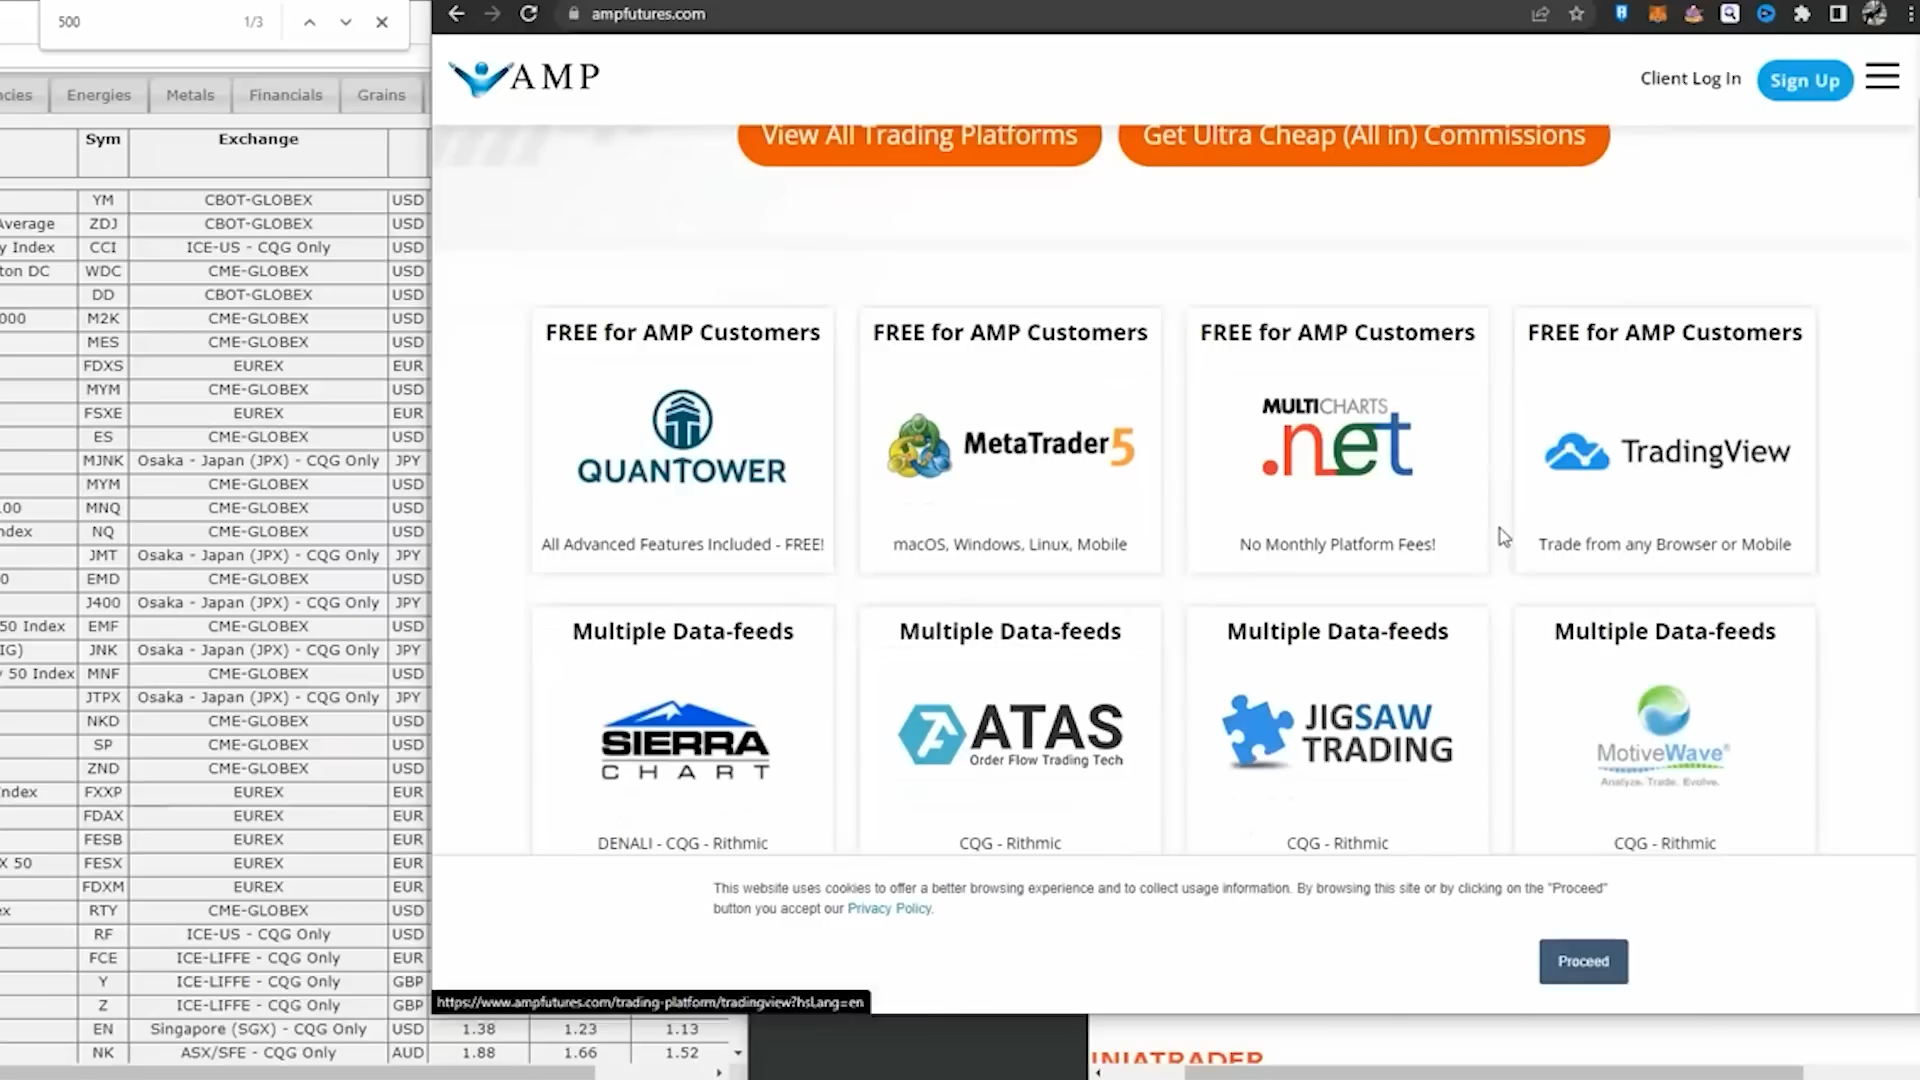 500
1/3
ampfutures.com
AMP
Client Log In
Sign Up
View All Trading Platforms
Get Ultra Cheap (All in) Commissions
FREE for AMP Customers
QUANTOWER
All Advanced Features Included - FREE!
FREE for AMP Customers
MetaTrader 5
macOS, Windows, Linux, Mobile
FREE for AMP Customers
MULTICHARTS
.net
No Monthly Platform Fees!
FREE for AMP Customers
TradingView
Trade from any Browser or Mobile
Multiple Data-feeds
SIERRA
CHART
DENALI - CQG - Rithmic
Multiple Data-feeds
ATAS
Order Flow Trading Tech
CQG - Rithmic
Multiple Data-feeds
JIGSAW
TRADING
CQG - Rithmic
Multiple Data-feeds
MotiveWave®
Analyze. Trade. Evolve.
CQG - Rithmic
This website uses cookies to offer a better browsing experience and to collect usage information. By browsing this site or by clicking on the "Proceed"
button you accept our Privacy Policy.
Proceed
https://www.ampfutures.com/trading-platform/tradingview?hsLang=en
cies Energies Metals Financials Grains
Sym Exchange
YM CBOT-GLOBEX USD
Average ZDJ CBOT-GLOBEX USD
y Index CCI ICE-US - CQG Only USD
ton DC WDC CME-GLOBEX USD
DD CBOT-GLOBEX USD
000 M2K CME-GLOBEX USD
MES CME-GLOBEX USD
FDXS EUREX EUR
MYM CME-GLOBEX USD
FSXE EUREX EUR
ES CME-GLOBEX USD
MJNK Osaka - Japan (JPX) - CQG Only JPY
MYM CME-GLOBEX USD
00 MNQ CME-GLOBEX USD
ndex NQ CME-GLOBEX USD
JMT Osaka - Japan (JPX) - CQG Only JPY
0 EMD CME-GLOBEX USD
J400 Osaka - Japan (JPX) - CQG Only JPY
50 Index EMF CME-GLOBEX USD
IG) JNK Osaka - Japan (JPX) - CQG Only JPY
y 50 Index MNF CME-GLOBEX USD
JTPX Osaka - Japan (JPX) - CQG Only JPY
NKD CME-GLOBEX USD
SP CME-GLOBEX USD
ZND CME-GLOBEX USD
ndex FXXP EUREX EUR
FDAX EUREX EUR
FESB EUREX EUR
X 50 FESX EUREX EUR
FDXM EUREX EUR
ex RTY CME-GLOBEX USD
RF ICE-US - CQG Only USD
FCE ICE-LIFFE - CQG Only EUR
Y ICE-LIFFE - CQG Only GBP
Z ICE-LIFFE - CQG Only GBP
EN Singapore (SGX) - CQG Only USD 1.38 1.23 1.13
NK ASX/SFE - CQG Only AUD 1.88 1.66 1.52